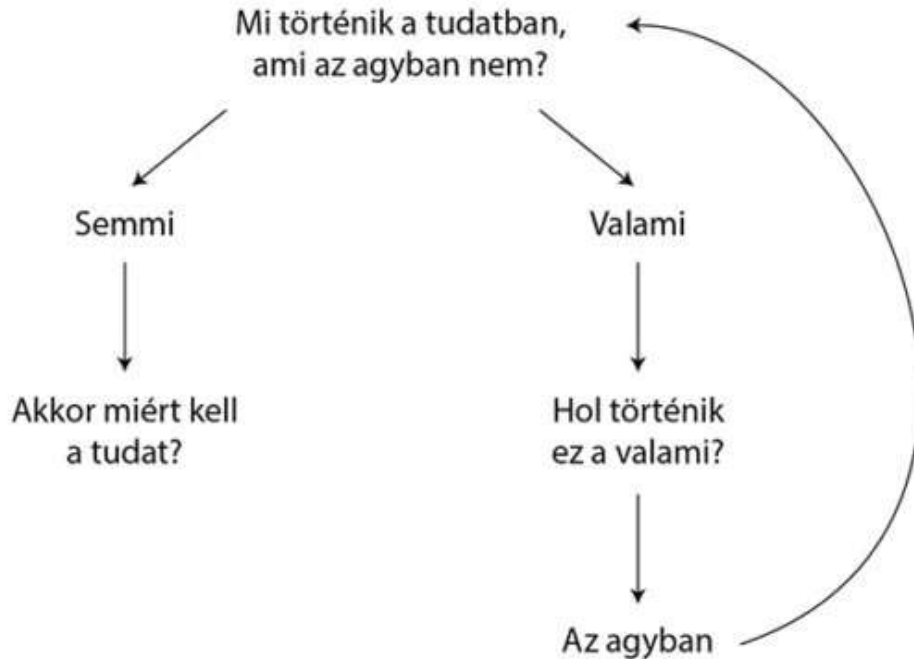 Mi történik a tudatban,
ami az agyban nem?
Semmi
Valami
Akkor miért kell
a tudat?
Hol történik
ez a valami?
Az agyban